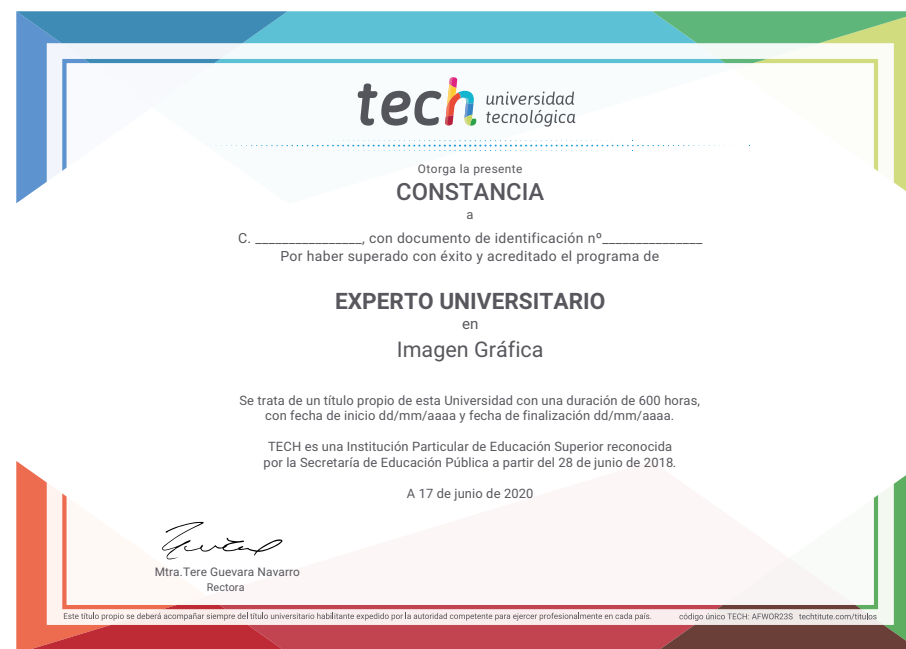 tech universidad
tecnológica
Otorga la presente
CONSTANCIA
a
C. ________________, con documento de identificación nº_______________
Por haber superado con éxito y acreditado el programa de
EXPERTO UNIVERSITARIO
en
Imagen Gráfica
Se trata de un título propio de esta Universidad con una duración de 600 horas,
con fecha de inicio dd/mm/aaaa y fecha de finalización dd/mm/aaaa.
TECH es una Institución Particular de Educación Superior reconocida
por la Secretaría de Educación Pública a partir del 28 de junio de 2018.
A 17 de junio de 2020
Mtra.Tere Guevara Navarro
Rectora
Este título propio se deberá acompañar siempre del título universitario habilitante expedido por la autoridad competente para ejercer profesionalmente en cada país. código único TECH: AFWOR23S techtitute.com/titulos